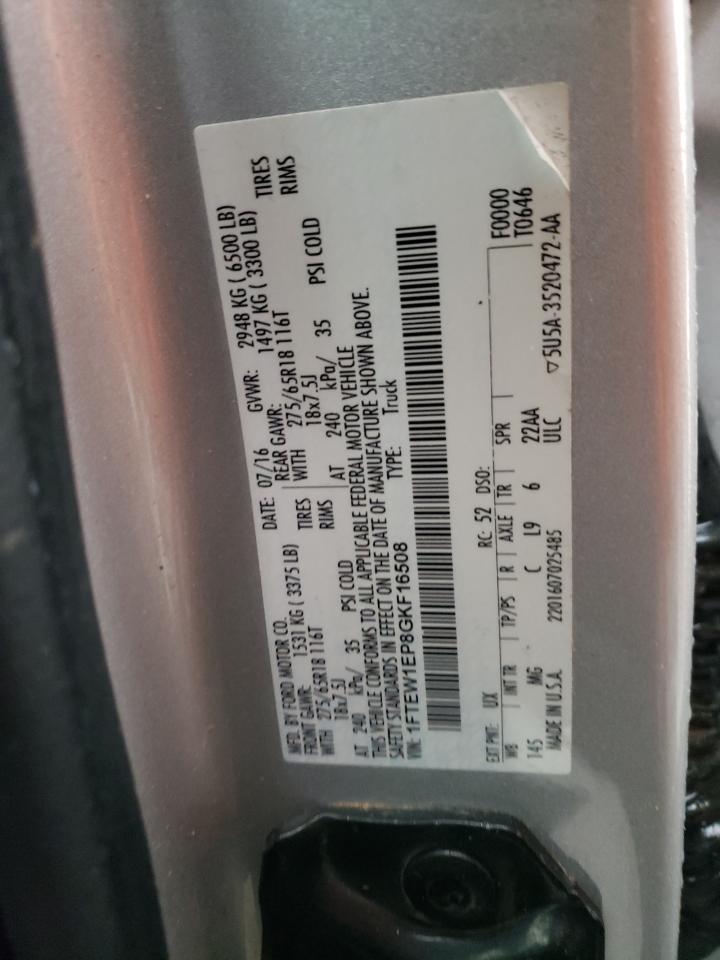 MFD. BY FORD MOTOR CO. DATE: 07/16 GVWR: 2948 KG ( 6500 LB)
FRONT GAWR: 1531 KG ( 3375 LB) REAR GAWR: 1497 KG ( 3300 LB)
WITH 275/65R18 116T TIRES WITH 275/65R18 116T TIRES
18x7.5J RIMS 18x7.5J RIMS
AT 240 kPa/ 35 PSI COLD AT 240 kPa/ 35 PSI COLD
THIS VEHICLE CONFORMS TO ALL APPLICABLE FEDERAL MOTOR VEHICLE
SAFETY STANDARDS IN EFFECT ON THE DATE OF MANUFACTURE SHOWN ABOVE.
VIN: 1FTEW1EP8GKF16508 TYPE: Truck
EXT PNT: UX RC: 52 DSO: F0000
WB INT TR TP/PS R AXLE TR SPR T0646
145 MG C L9 6 22AA
MADE IN U.S.A. 2201607025485 ULC ▽5U5A-3520472-AA